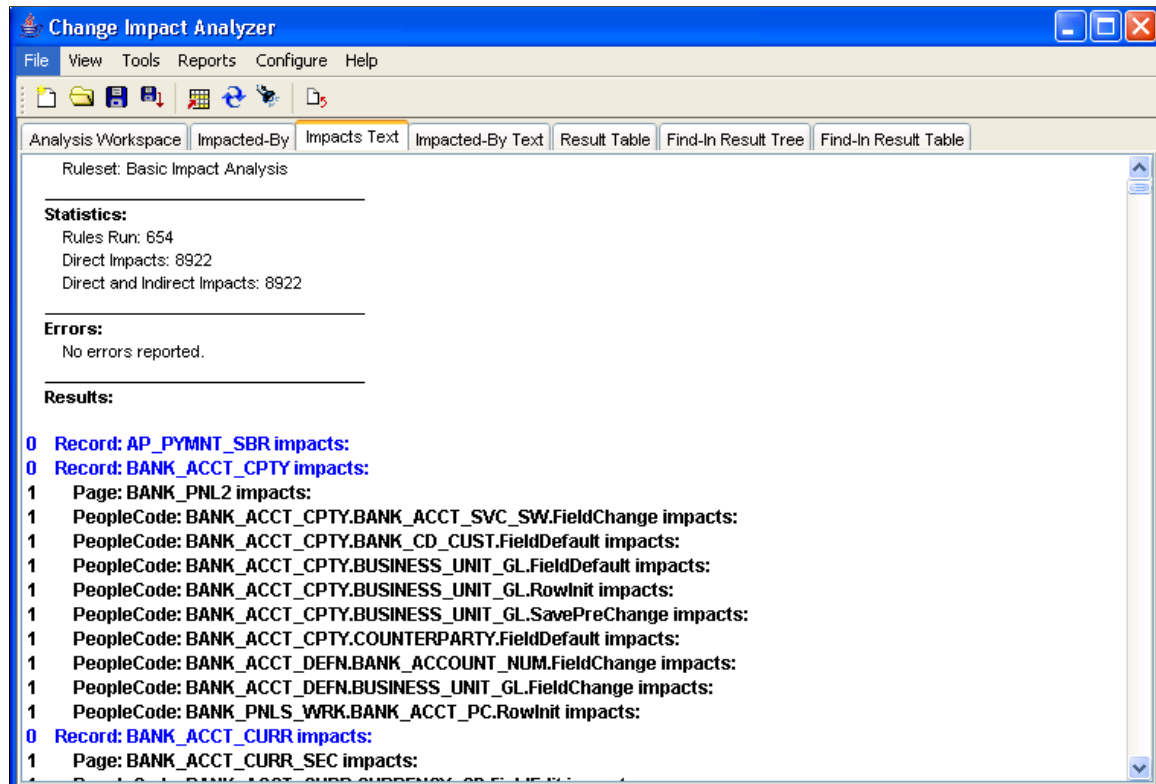 Change Impact Analyzer
File View Tools Reports Configure Help
Analysis Workspace Impacted-By Impacts Text Impacted-By Text Result Table Find-In Result Tree Find-In Result Table
Ruleset: Basic Impact Analysis
Statistics:
Rules Run: 654
Direct Impacts: 8922
Direct and Indirect Impacts: 8922
Errors:
No errors reported.
Results:
0 Record: AP_PYMNT_SBR impacts:
0 Record: BANK_ACCT_CPTY impacts:
1 Page: BANK_PNL2 impacts:
1 PeopleCode: BANK_ACCT_CPTY.BANK_ACCT_SVC_SW.FieldChange impacts:
1 PeopleCode: BANK_ACCT_CPTY.BANK_CD_CUST.FieldDefault impacts:
1 PeopleCode: BANK_ACCT_CPTY.BUSINESS_UNIT_GL.FieldDefault impacts:
1 PeopleCode: BANK_ACCT_CPTY.BUSINESS_UNIT_GL.RowInit impacts:
1 PeopleCode: BANK_ACCT_CPTY.BUSINESS_UNIT_GL.SavePreChange impacts:
1 PeopleCode: BANK_ACCT_CPTY.COUNTERPARTY.FieldDefault impacts:
1 PeopleCode: BANK_ACCT_DEFN.BANK_ACCOUNT_NUM.FieldChange impacts:
1 PeopleCode: BANK_ACCT_DEFN.BUSINESS_UNIT_GL.FieldChange impacts:
1 PeopleCode: BANK_PNLS_WRK.BANK_ACCT_PC.RowInit impacts:
0 Record: BANK_ACCT_CURR impacts:
1 Page: BANK_ACCT_CURR_SEC impacts: